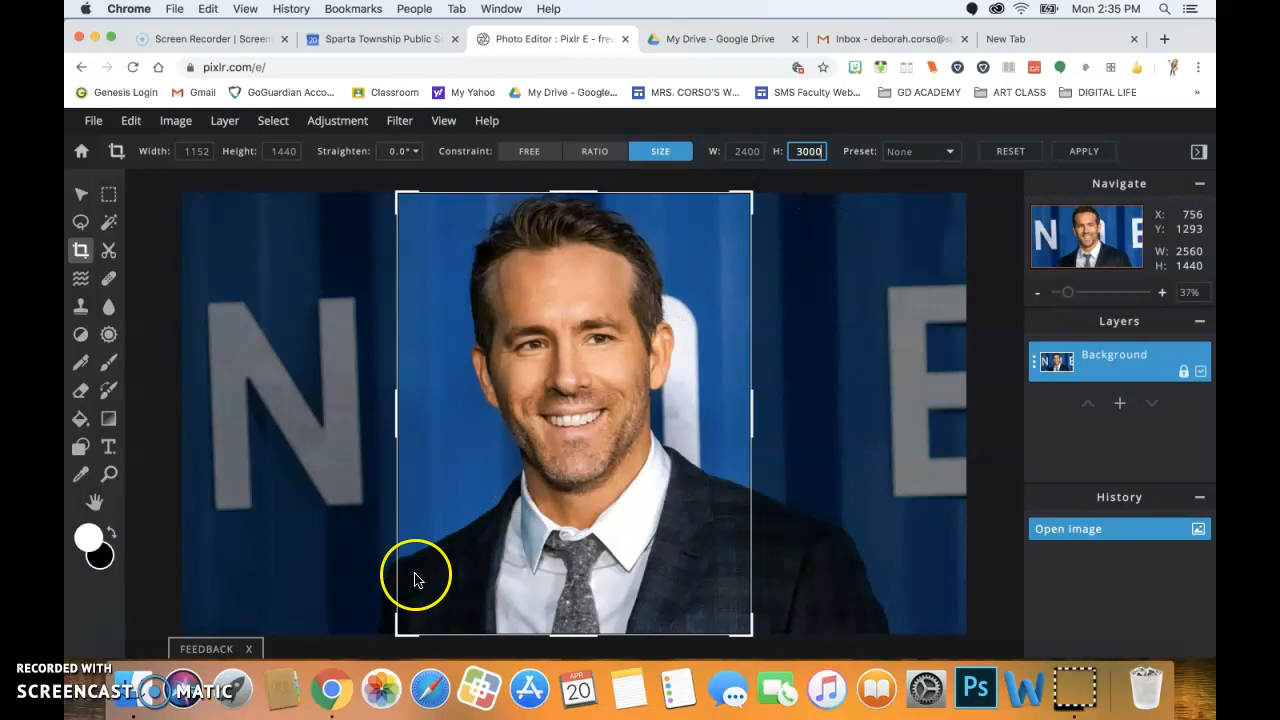 Chrome File Edit View History Bookmarks People Tab Window Help Mon 2:35 PM
Screen Recorder | Screen Sparta Township Public Sc Photo Editor : Pixlr E - free My Drive - Google Drive Inbox - deborah.corso@s New Tab
pixlr.com/e/
Genesis Login Gmail GoGuardian Acco... Classroom My Yahoo My Drive - Google... MRS. CORSO'S W... SMS Faculty Web... GD ACADEMY ART CLASS DIGITAL LIFE »
File Edit Image Layer Select Adjustment Filter View Help
Width: 1152 Height: 1440 Straighten: 0.0° Constraint: FREE RATIO SIZE W: 2400 H: 3000 Preset: None RESET APPLY
Navigate
X: 756
Y: 1293
W: 2560
H: 1440
- + 37%
Layers
Background
History
Open image
N E
FEEDBACK X
APR
20
Ps
RECORDED WITH
SCREENCAST MATIC